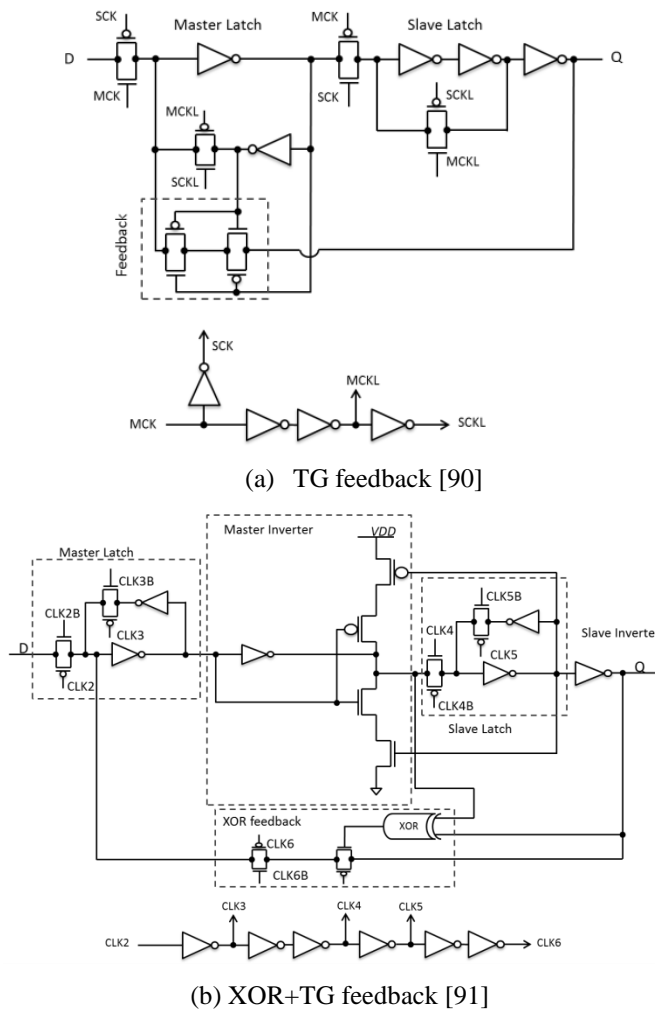 SCK
Master Latch
MCK
Slave Latch
D
Q
MCK
SCK
MCKL
SCKL
SCKL
MCKL
Feedback
SCK
MCKL
MCK
SCKL
(a) TG feedback [90]
Master Inverter
VDD
Master Latch
CLK3B
CLK2B
CLK5B
CLK4
Slave Inverter
D
CLK3
CLK5
Q
CLK2
CLK4B
Slave Latch
XOR feedback
XOR
CLK6
CLK6B
CLK3
CLK4
CLK5
CLK2
CLK6
(b) XOR+TG feedback [91]